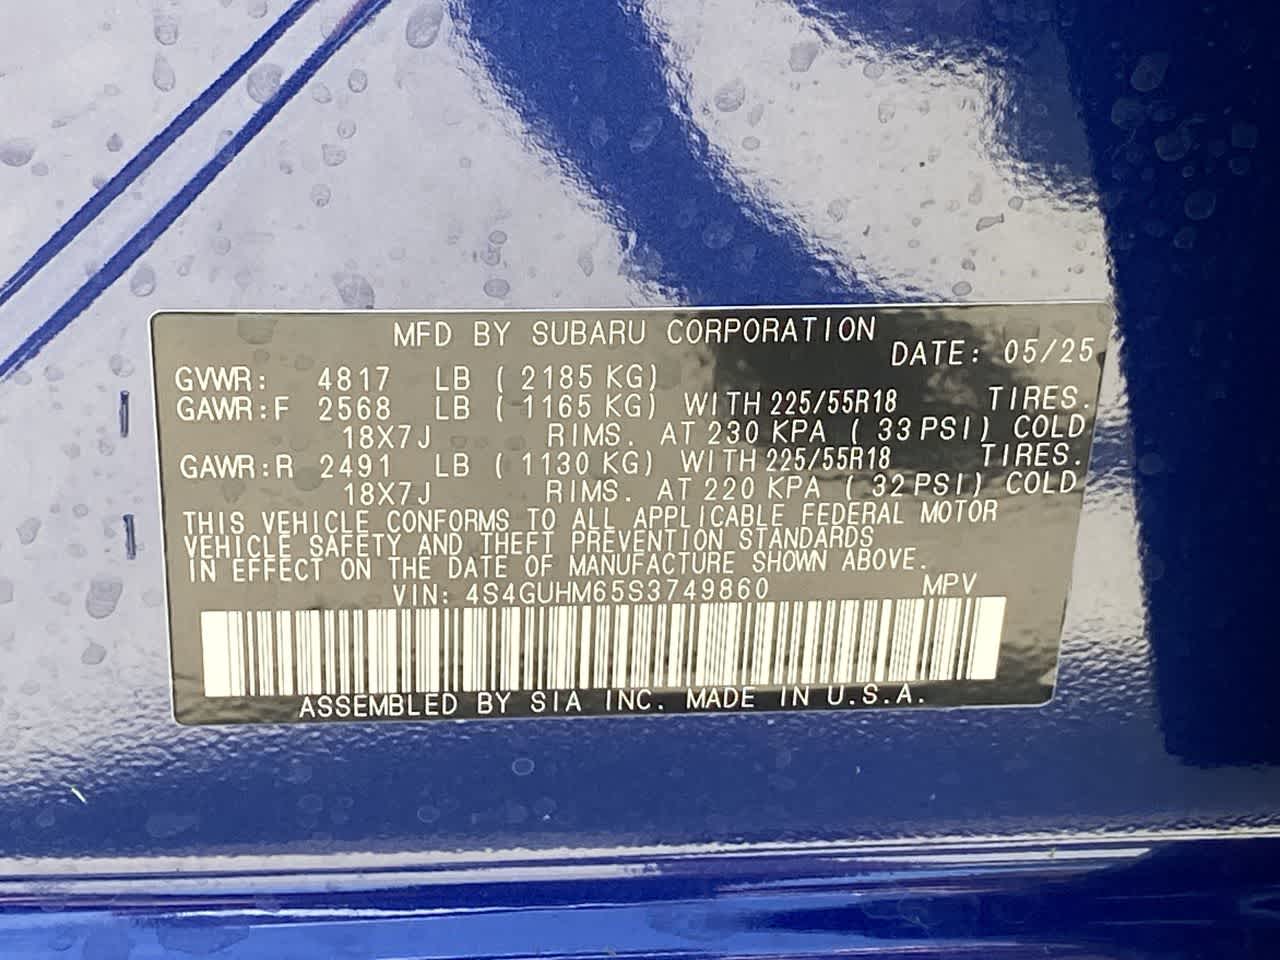 MFD BY SUBARU CORPORATION
DATE: 05/25
GVWR: 4817 LB ( 2185 KG)
GAWR:F 2568 LB ( 1165 KG) WITH 225/55R18 TIRES.
18X7J RIMS. AT 230 KPA ( 33 PSI) COLD
GAWR:R 2491 LB ( 1130 KG) WITH 225/55R18 TIRES.
18X7J RIMS. AT 220 KPA ( 32 PSI) COLD
THIS VEHICLE CONFORMS TO ALL APPLICABLE FEDERAL MOTOR
VEHICLE SAFETY AND THEFT PREVENTION STANDARDS
IN EFFECT ON THE DATE OF MANUFACTURE SHOWN ABOVE.
VIN: 4S4GUHM65S3749860 MPV
ASSEMBLED BY SIA INC. MADE IN U.S.A.